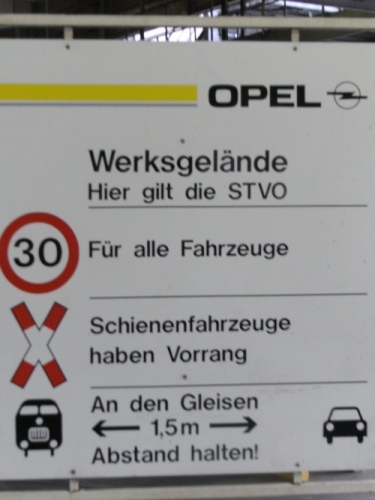 OPEL
Werksgelände
Hier gilt die STVO
30 Für alle Fahrzeuge
Schienenfahrzeuge
haben Vorrang
An den Gleisen
1,5m
Abstand halten!